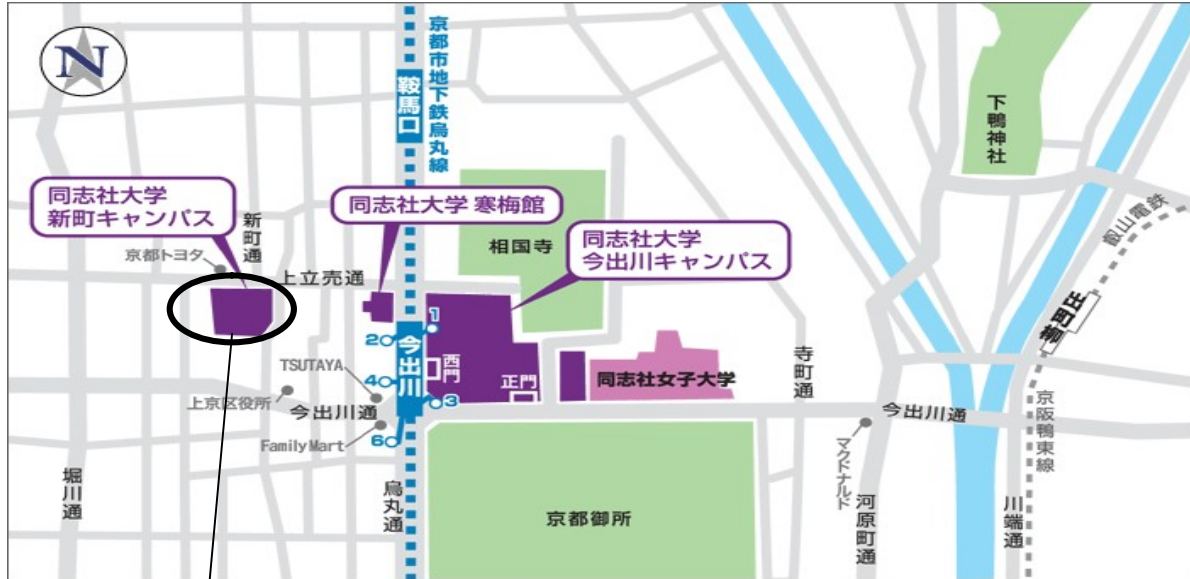 N
京都市地下鉄烏丸線
鞍馬口
下鴨神社
同志社大学
新町キャンパス
新町通
同志社大学 寒梅館
相国寺
同志社大学
今出川キャンパス
叡山電鉄
京都トヨタ
上立売通
出町柳
1
2
今出川
西門
TSUTAYA
4
正門
同志社女子大学
寺町通
3
上京区役所
今出川通
今出川通
FamilyMart
6
マクドナルド
京阪鴨東線
堀川通
烏丸通
京都御所
河原町通
川端通